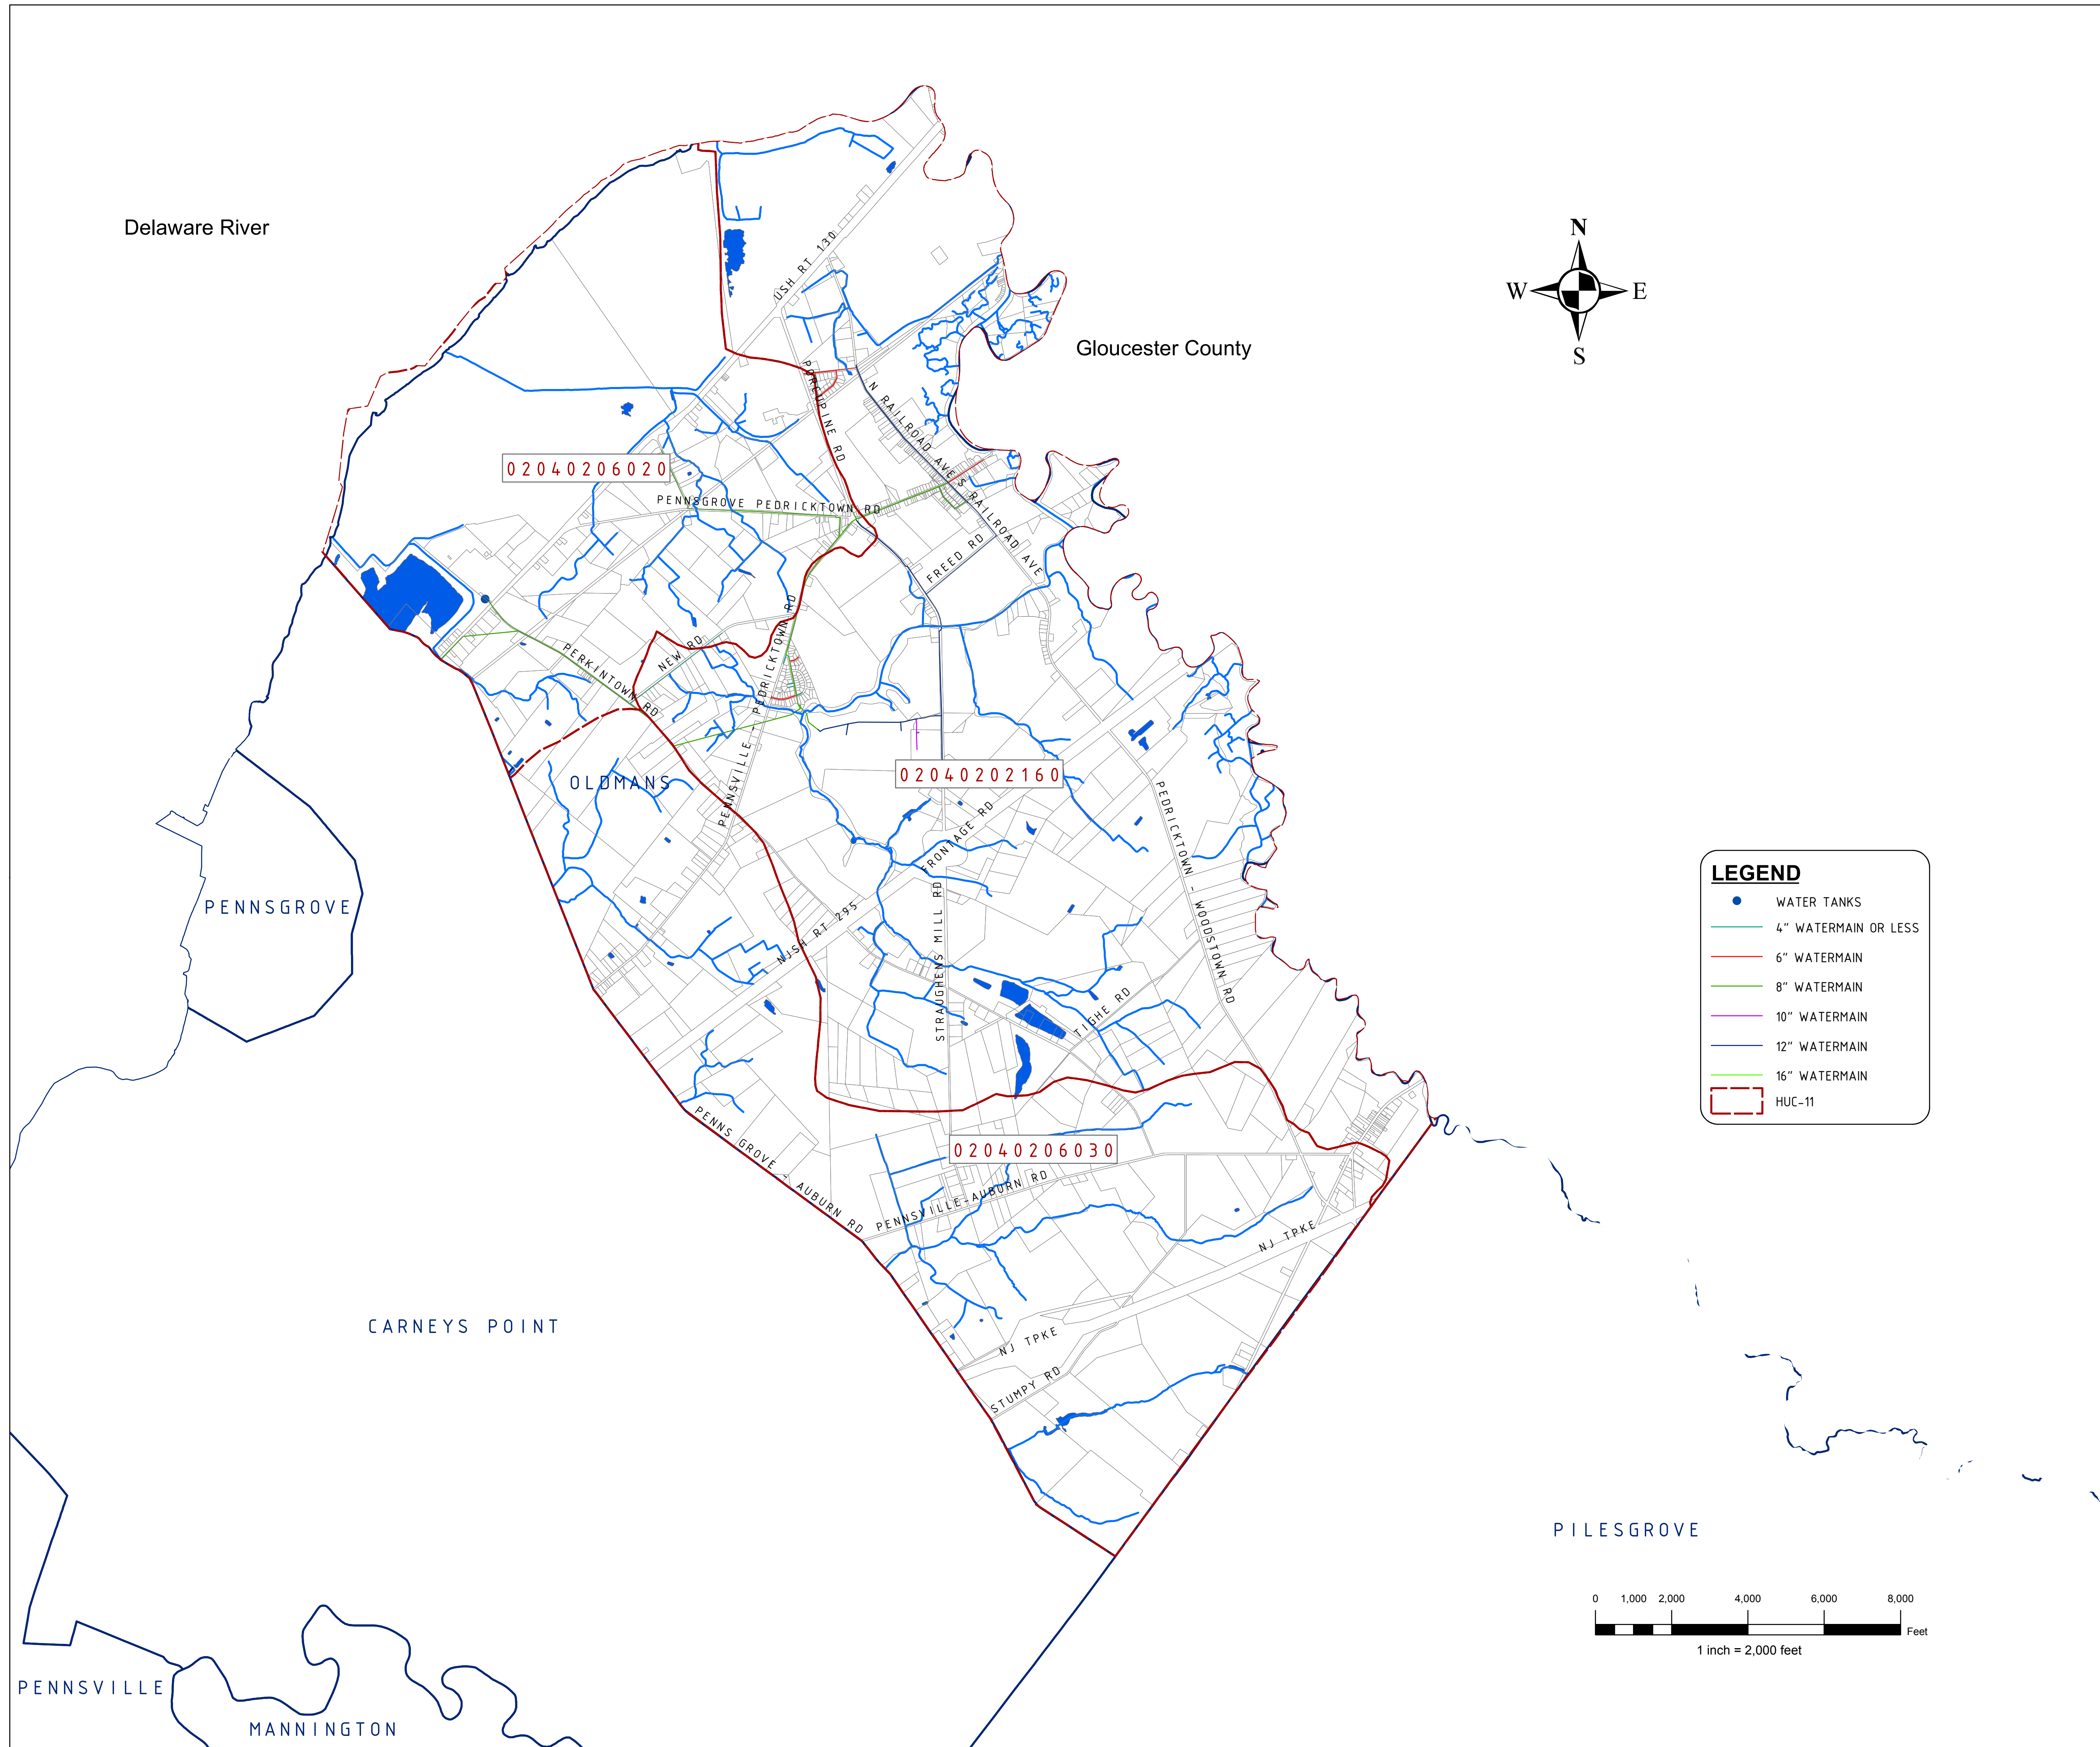 Delaware River
N
W
E
S
USH RT 130
Gloucester County
PORCUPINE RD
N RAILROAD AVE
02040206020
PENNSGROVE PEDRICKTOWN RD
S RAILROAD AVE
FREED RD
NEW RD
PERKINTOWN RD
PENNSVILLE - PEDRICKTOWN RD
OLDMANS
02040202160
FRONTAGE RD
PEDRICKTOWN - WOODSTOWN RD
PENNSGROVE
NJSH RT 295
STRAUGHENS MILL RD
TIGHE RD
LEGEND
WATER TANKS
4" WATERMAIN OR LESS
6" WATERMAIN
8" WATERMAIN
10" WATERMAIN
12" WATERMAIN
16" WATERMAIN
HUC-11
PENNS GROVE - AUBURN RD
02040206030
PENNSVILLE-AUBURN RD
NJ TPKE
NJ TPKE
CARNEYS POINT
STUMPY RD
PILESGROVE
0 1,000 2,000 4,000 6,000 8,000
Feet
1 inch = 2,000 feet
PENNSVILLE
MANNINGTON